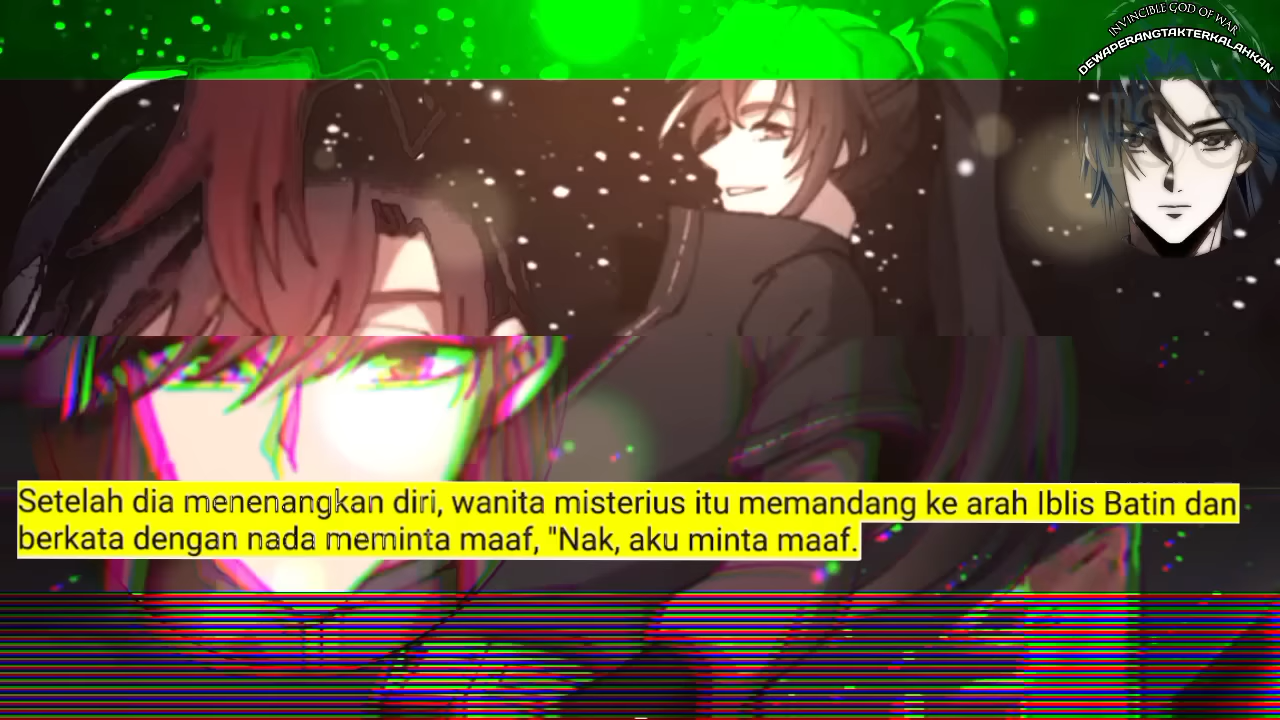 INVINCIBLE GOD OF WAR
DEWAPERANGTAKTERKALAHKAN
Setelah dia menenangkan diri, wanita misterius itu memandang ke arah Iblis Batin dan
berkata dengan nada meminta maaf, "Nak, aku minta maaf.